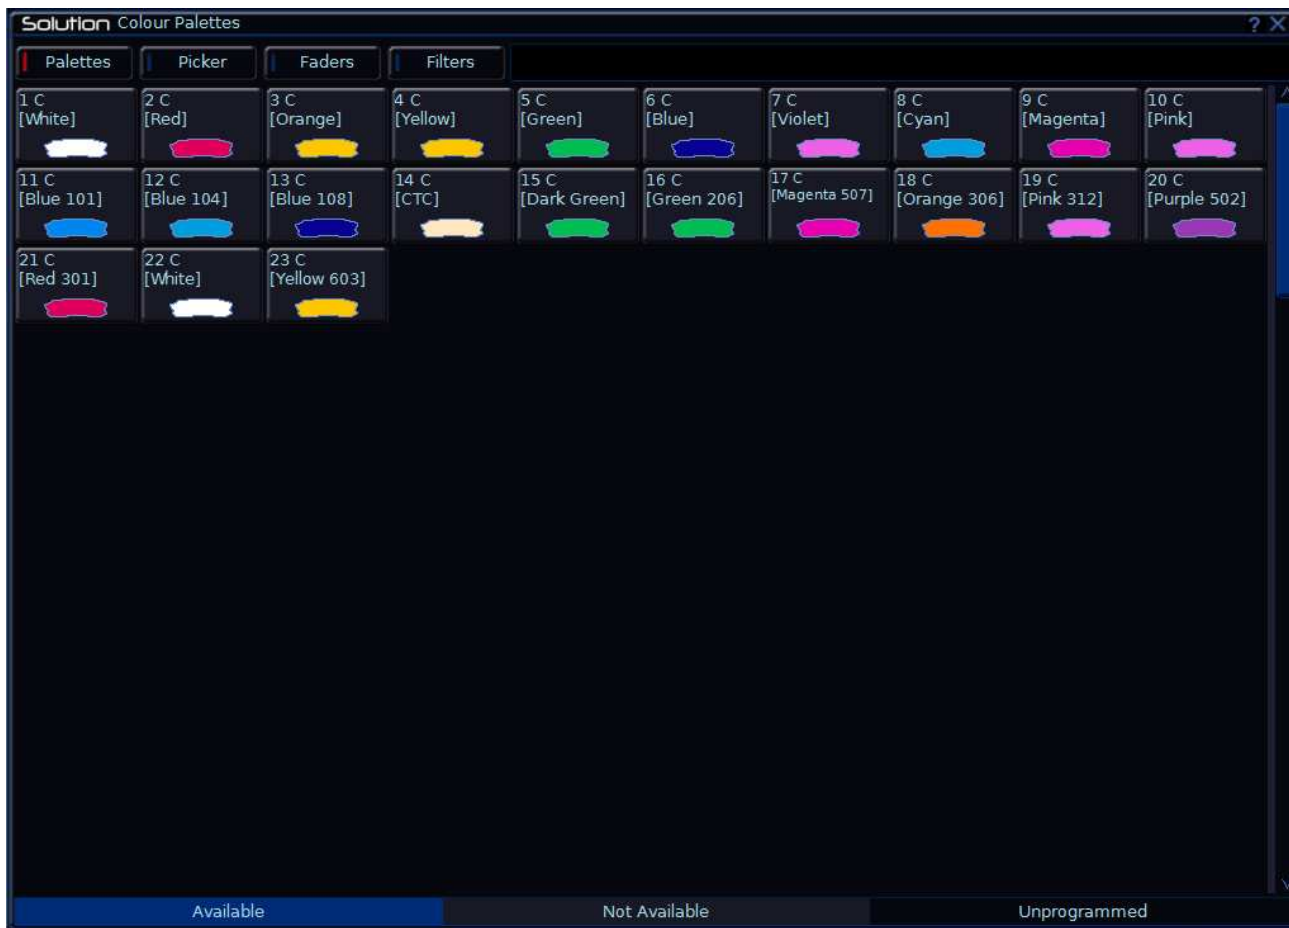 Solution Colour Palettes ? X
Palettes Picker Faders Filters
1 C 2 C 3 C 4 C 5 C 6 C 7 C 8 C 9 C 10 C
[White] [Red] [Orange] [Yellow] [Green] [Blue] [Violet] [Cyan] [Magenta] [Pink]
11 C 12 C 13 C 14 C 15 C 16 C 17 C 18 C 19 C 20 C
[Blue 101] [Blue 104] [Blue 108] [CTC] [Dark Green] [Green 206] [Magenta 507] [Orange 306] [Pink 312] [Purple 502]
21 C 22 C 23 C
[Red 301] [White] [Yellow 603]
Available Not Available Unprogrammed